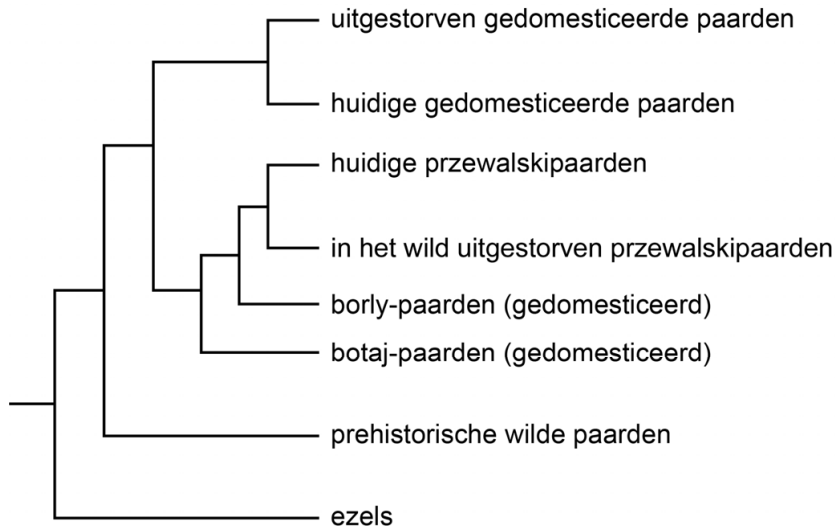 uitgestorven gedomesticeerde paarden
huidige gedomesticeerde paarden
huidige przewalskipaarden
in het wild uitgestorven przewalskipaarden
borly-paarden (gedomesticeerd)
botaj-paarden (gedomesticeerd)
prehistorische wilde paarden
ezels